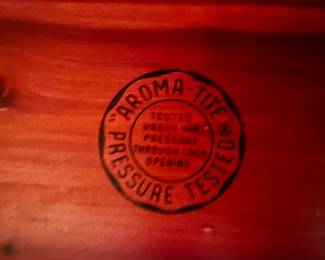 "AROMA-TITE®
PRESSURE TESTED
TESTED
UNDER AIR
PRESSURE
THROUGH LOCK
OPENING